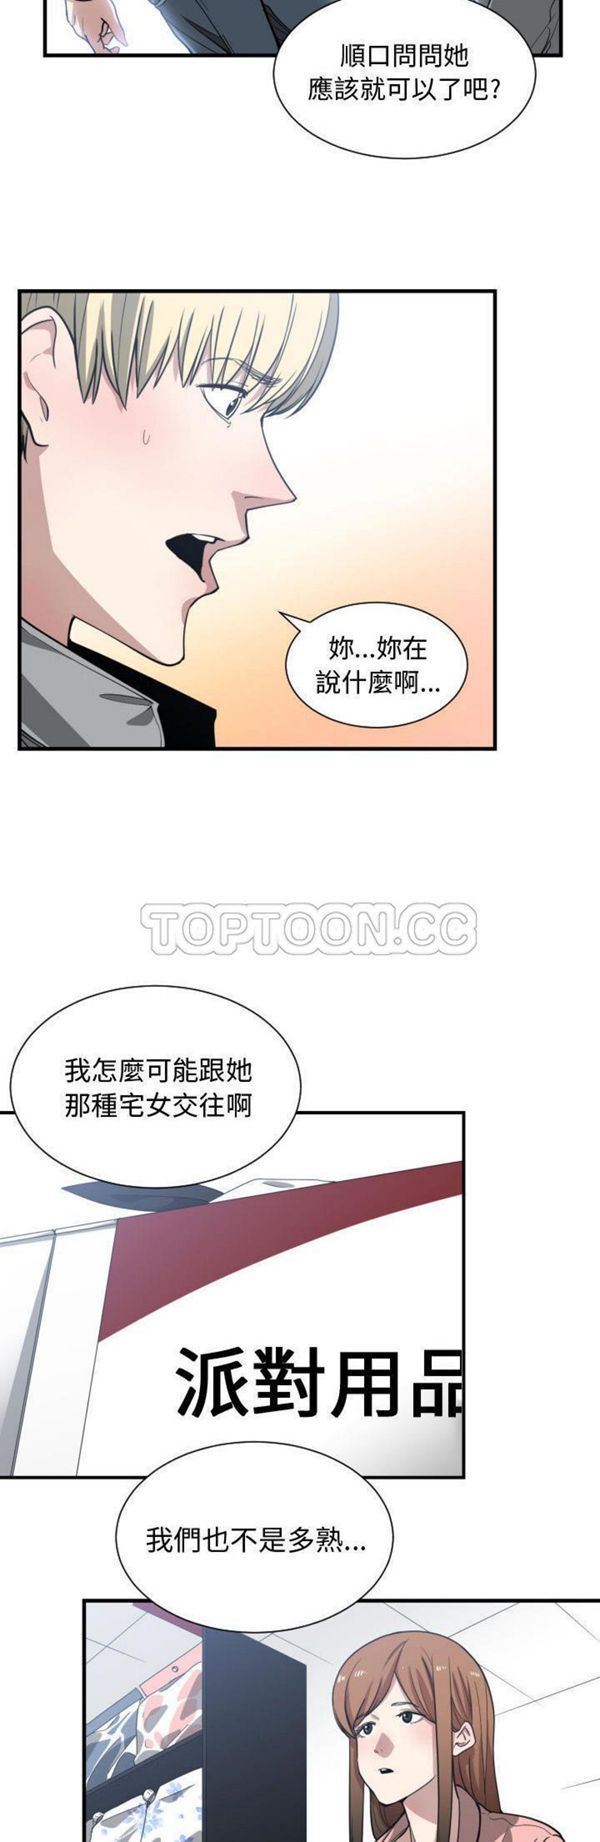 順口問問她
應該就可以了吧?
妳...妳在
說什麼啊...
TOPTOON.CC
我怎麼可能跟她
那種宅女交往啊
派對用品
我們也不是多熟...